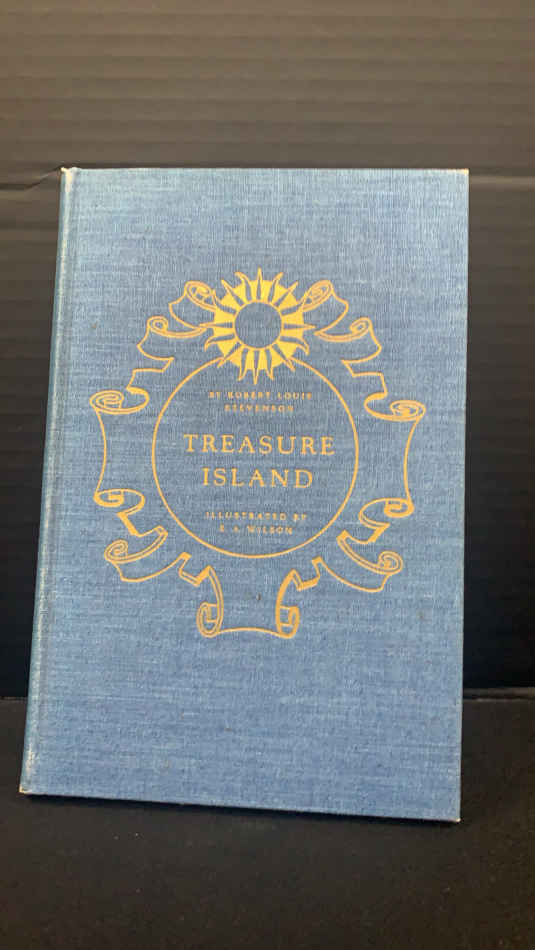 BY ROBERT LOUIS
STEVENSON
TREASURE
ISLAND
ILLUSTRATED BY
E. A. WILSON